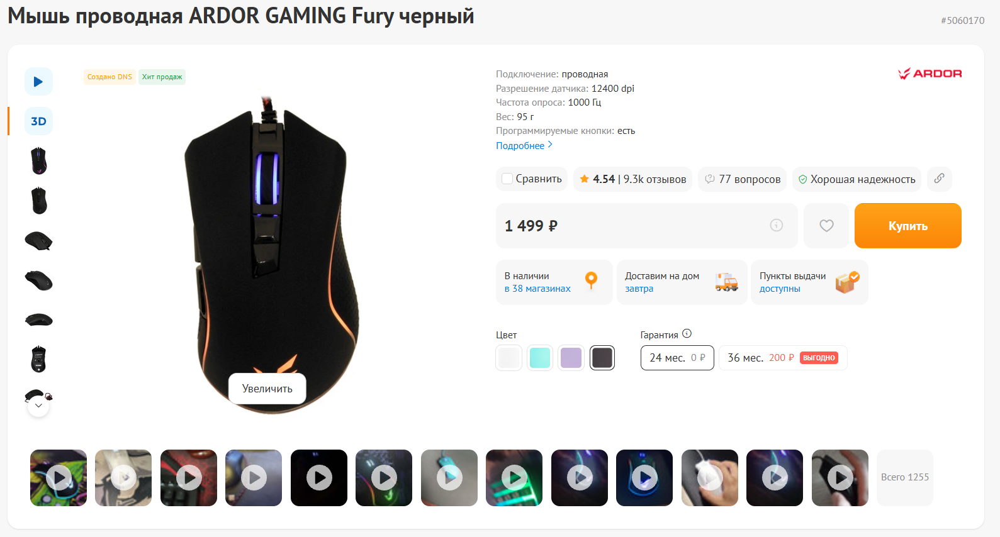 Мышь проводная ARDOR GAMING Fury черный
#5060170
Создано DNS
Хит продаж
3D
Подключение: проводная
Разрешение датчика: 12400 dpi
Частота опроса: 1000 Гц
Вес: 95 г
Программируемые кнопки: есть
Подробнее
ARDOR
Сравнить
4.54 | 9.3k отзывов
77 вопросов
Хорошая надежность
1 499 ₽
Купить
В наличии
в 38 магазинах
Доставим на дом
завтра
Пункты выдачи
доступны
Цвет
Гарантия
24 мес. 0 ₽
36 мес. 200 ₽ ВЫГОДНО
Увеличить
Всего 1255